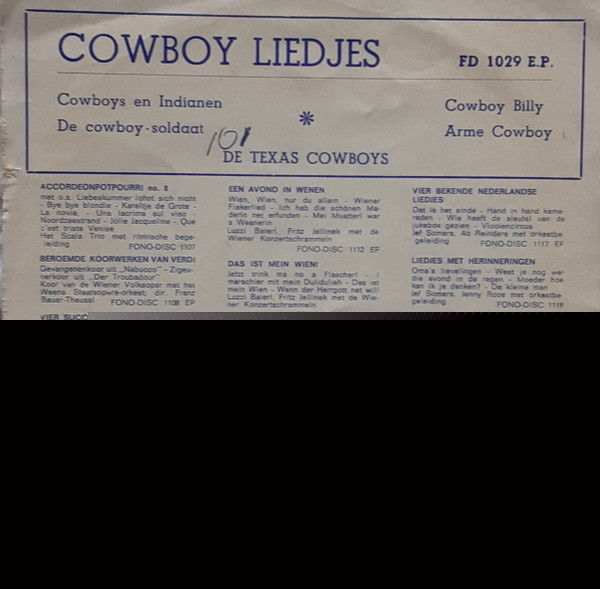 COWBOY LIEDJES
FD 1029 E.P.
Cowboys en Indianen
De cowboy-soldaat
*
Cowboy Billy
Arme Cowboy
101
DE TEXAS COWBOYS
ACCORDEONPOTPOURRI no. 2
met o.a. Liebeskummer lohnt sich nicht
- Bye bye blondie - Kareltje de Grote -
La novia, - Una lacrima sul viso -
Noordzeestrand - Jolie Jacqueline - Que
c'est triste Venise
Het Scala Trio met ritmische bege-
leiding FONO-DISC 1107
BEROEMDE KOORWERKEN VAN VERDI
Gevangenenkoor uit „Nabucco" - Zigeu-
nerkoor uit „Der Troubadour"
Koor van de Wiener Volksoper met het
Weens Staatsopera-orkest; dir. Franz
Bauer-Theussl FONO-DISC 1108 EP
VIER SUCC
EEN AVOND IN WENEN
Wien, Wien, nur du allein - Wiener
Fiakerlied - Ich hab die schönen Ma-
derln net erfunden - Mei Muatterl war
a Weanerin
Luzzi Baierl, Fritz Jellinek met de
Wiener Konzertschrammeln
FONO-DISC 1112 EP
DAS IST MEIN WIEN!
Jetzt trink ma no a Flascherl - I
marschier mit mein Dulidulieh - Das ist
mein Wien - Wenn der Herrgott net will
Luzzi Baierl, Fritz Jellinek met de Wie-
ner Konzertschrammeln
VIER BEKENDE NEDERLANDSE
LIEDJES
Dat is het einde - Hand in hand kame-
raden - Wie heeft de sleutel van de
jukebox gezien - Vlooiencircus
Jef Somers, Ab Reinders met orkestbe-
geleiding FONO-DISC 1117 EP
LIEDJES MET HERINNERINGEN
Oma's lievelingen - Weet je nog wel
die avond in de regen - Moeder hoe
kan ik je danken? - De kleine man
Jef Somers, Jenny Roos met orkestbe-
geleiding FONO-DISC 1118